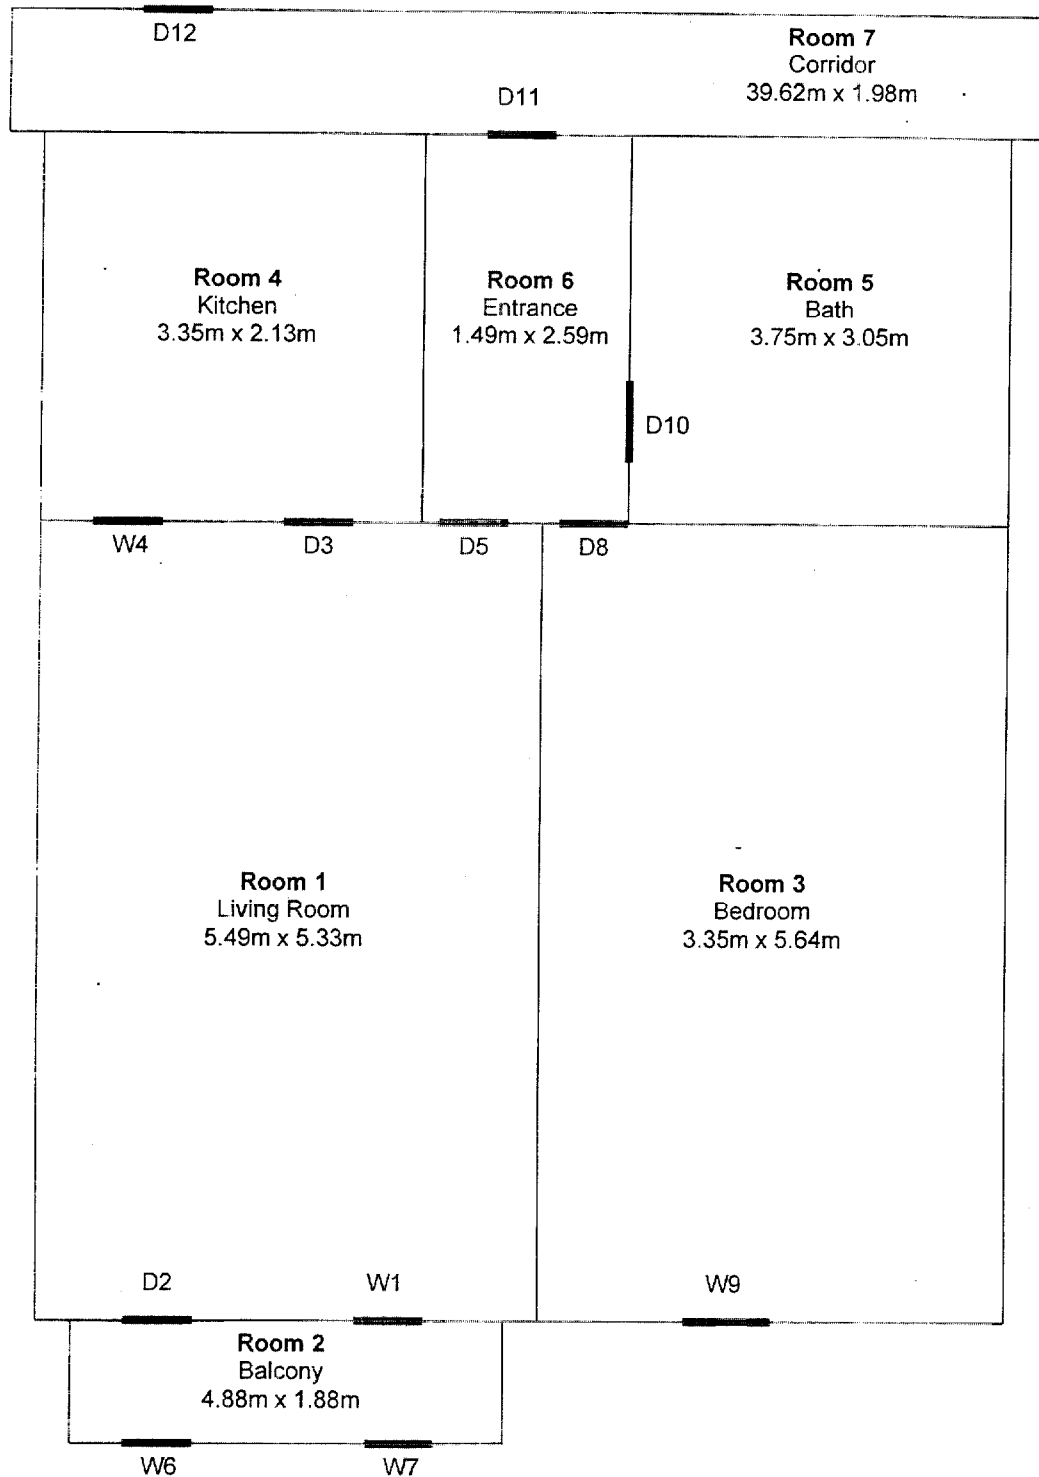 D12
Room 7
Corridor
39.62m x 1.98m
D11
Room 4
Kitchen
3.35m x 2.13m
Room 6
Entrance
1.49m x 2.59m
Room 5
Bath
3.75m x 3.05m
D10
W4
D3
D5
D8
Room 1
Living Room
5.49m x 5.33m
Room 3
Bedroom
3.35m x 5.64m
D2
W1
W9
Room 2
Balcony
4.88m x 1.88m
W6
W7